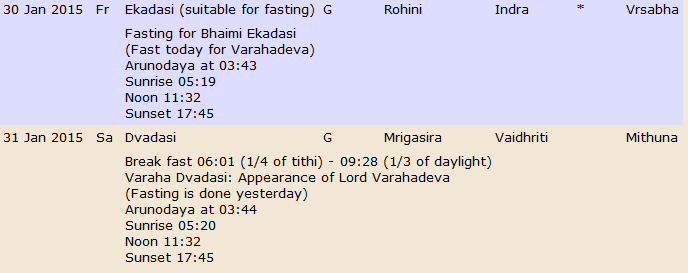 30 Jan 2015 Fr Ekadasi (suitable for fasting) G Rohini Indra * Vrsabha
Fasting for Bhaimi Ekadasi
(Fast today for Varahadeva)
Arunodaya at 03:43
Sunrise 05:19
Noon 11:32
Sunset 17:45
31 Jan 2015 Sa Dvadasi G Mrigasira Vaidhriti Mithuna
Break fast 06:01 (1/4 of tithi) - 09:28 (1/3 of daylight)
Varaha Dvadasi: Appearance of Lord Varahadeva
(Fasting is done yesterday)
Arunodaya at 03:44
Sunrise 05:20
Noon 11:32
Sunset 17:45